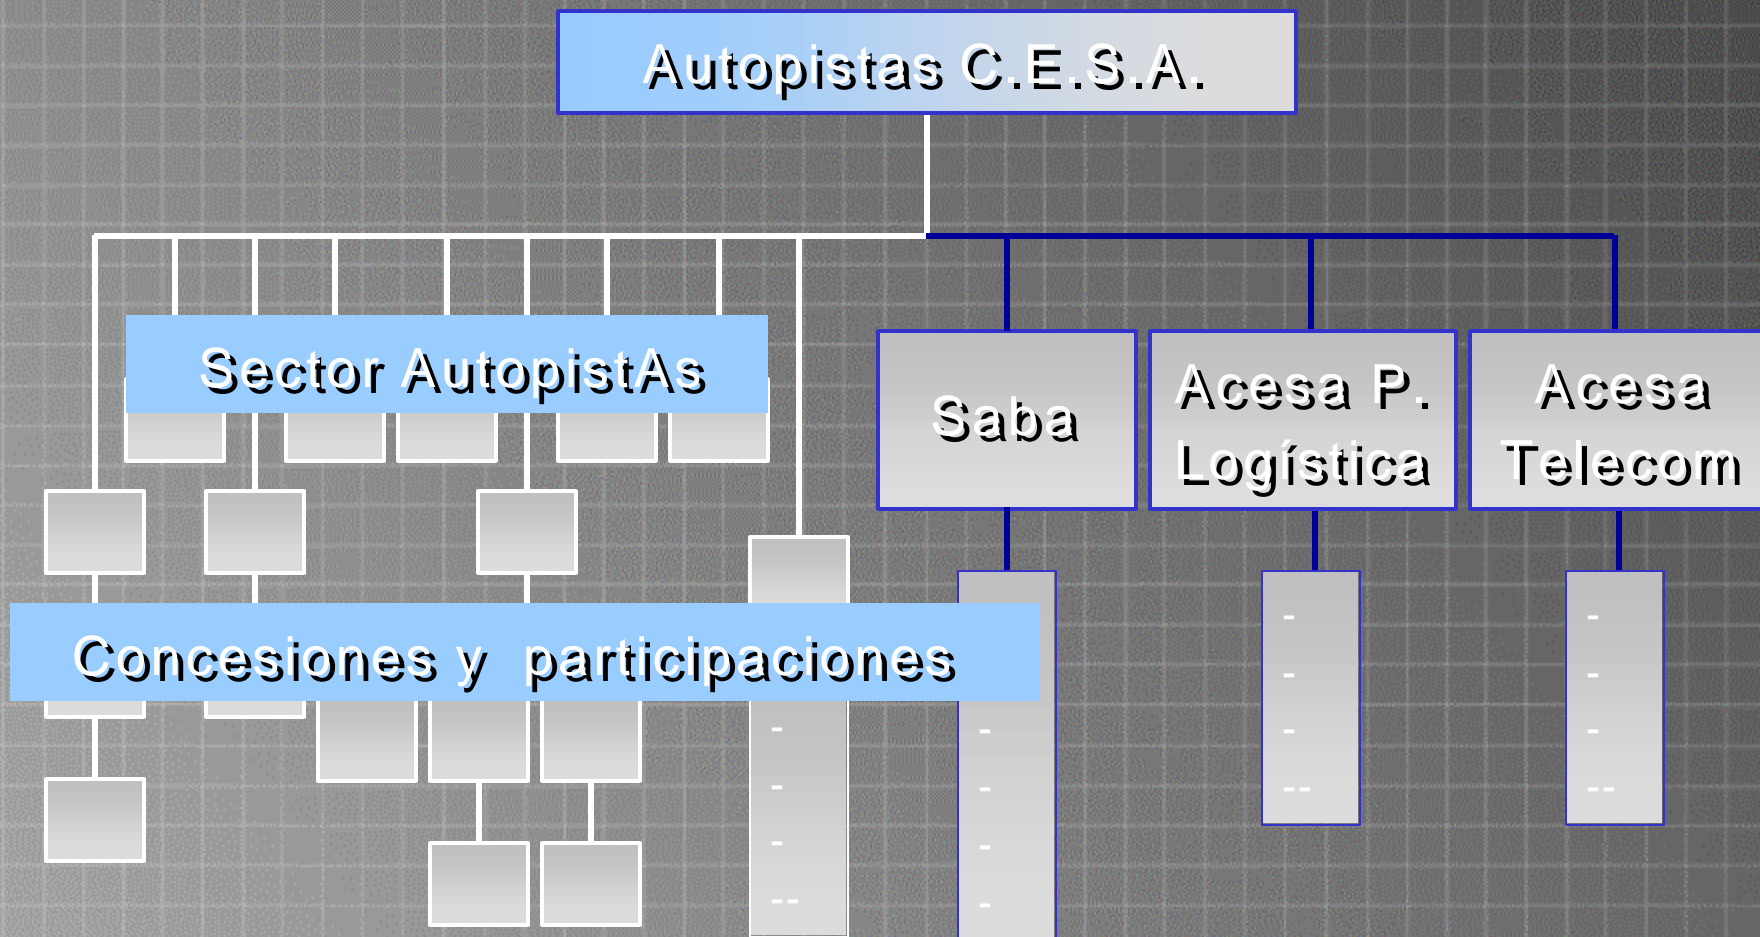 Autopistas C.E.S.A.
Sector AutopistAs
Saba
Acesa P.
Logística
Acesa
Telecom
Concesiones y participaciones
-
-
-
--
-
-
-
-
-
-
-
--
-
-
-
--